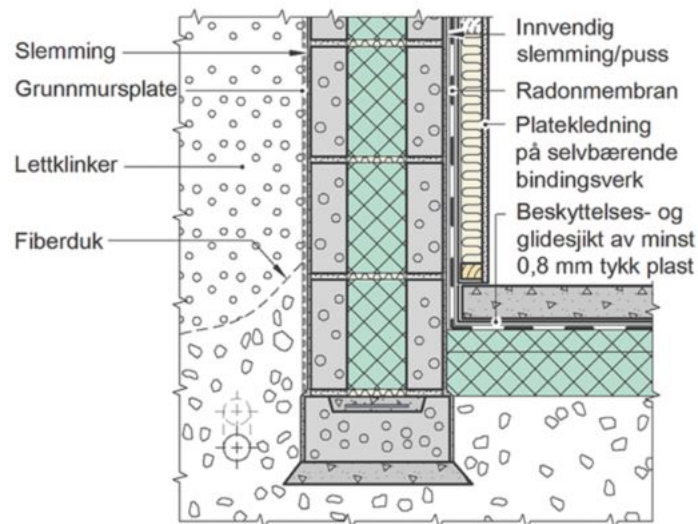 Slemming
Grunnmursplate
Lettklinker
Fiberduk
Innvendig
slemming/puss
Radonmembran
Platekledning
på selvbærende
bindingsverk
Beskyttelses- og
glidesjikt av minst
0,8 mm tykk plast